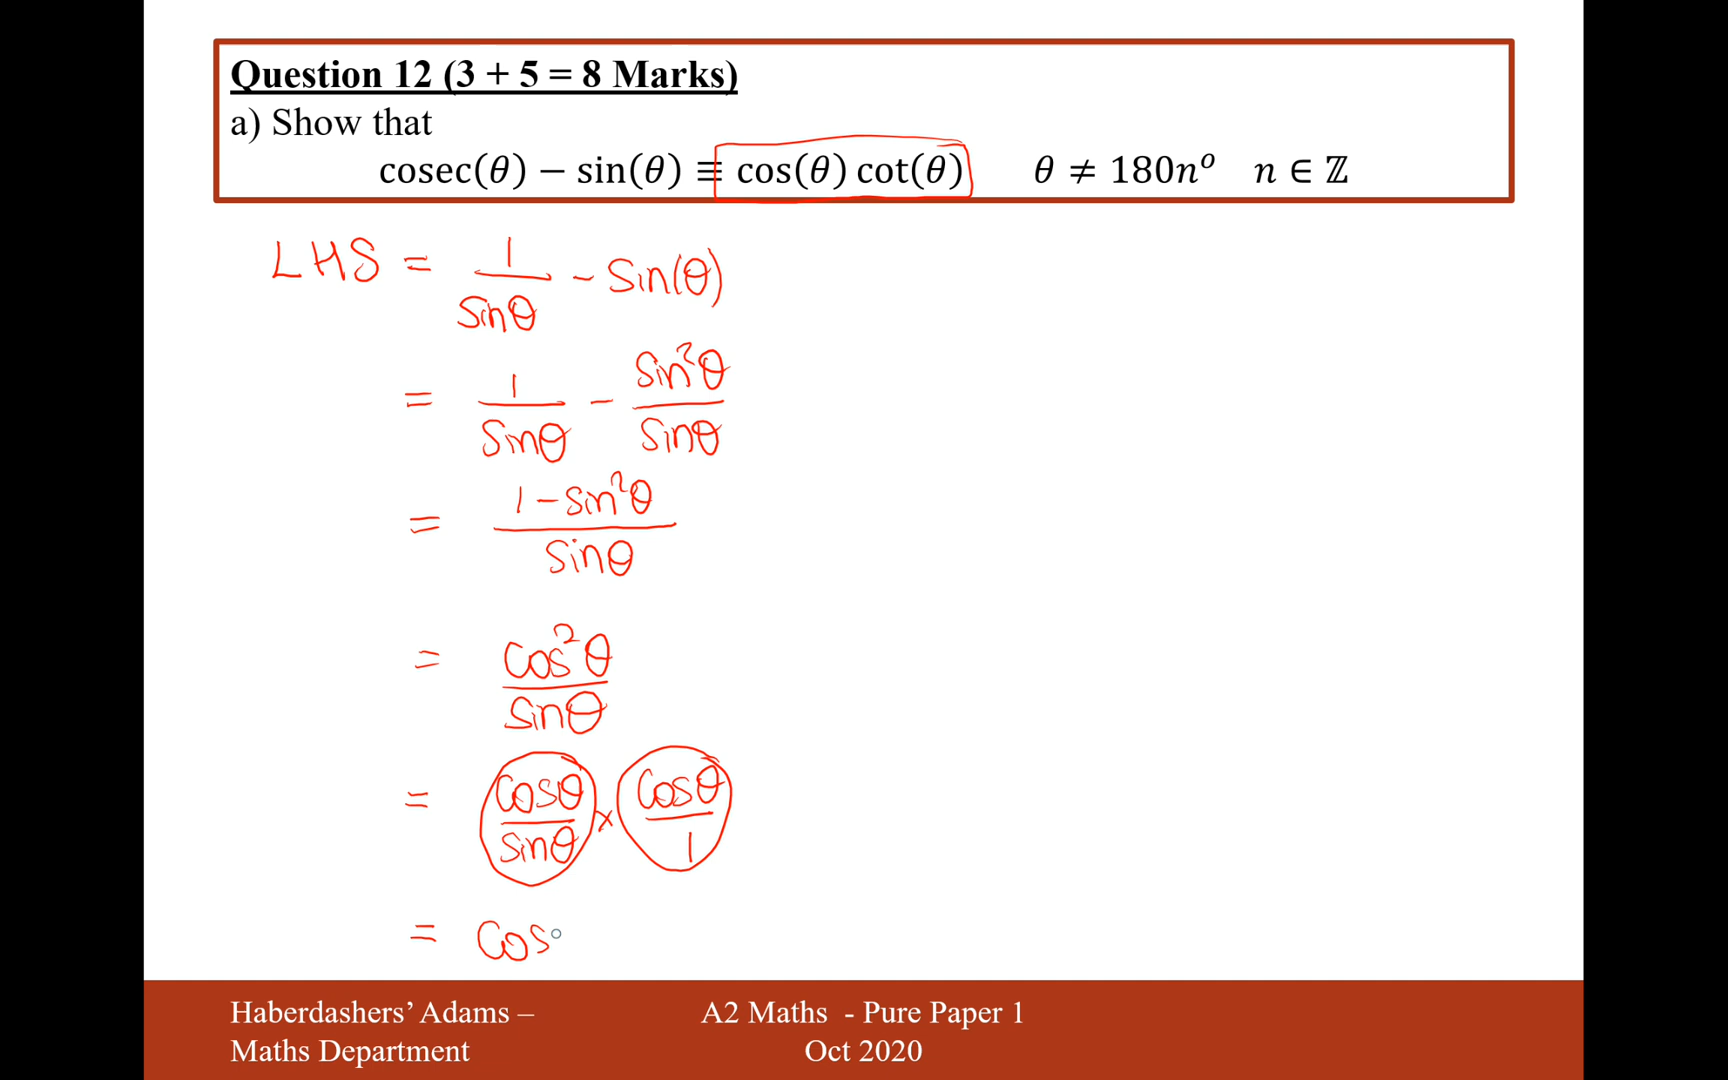 Question 12 (3 + 5 = 8 Marks)
a) Show that
cosec(θ) − sin(θ) ≡ cos(θ) cot(θ) θ ≠ 180nº n ∈ ℤ
LHS = 1/sinθ - sin(θ)
= 1/sinθ - sin²θ/sinθ
= 1-sin²θ/sinθ
= cos²θ/sinθ
= cosθ/sinθ × cosθ/1
= cos
Haberdashers’ Adams –
Maths Department
A2 Maths - Pure Paper 1
Oct 2020